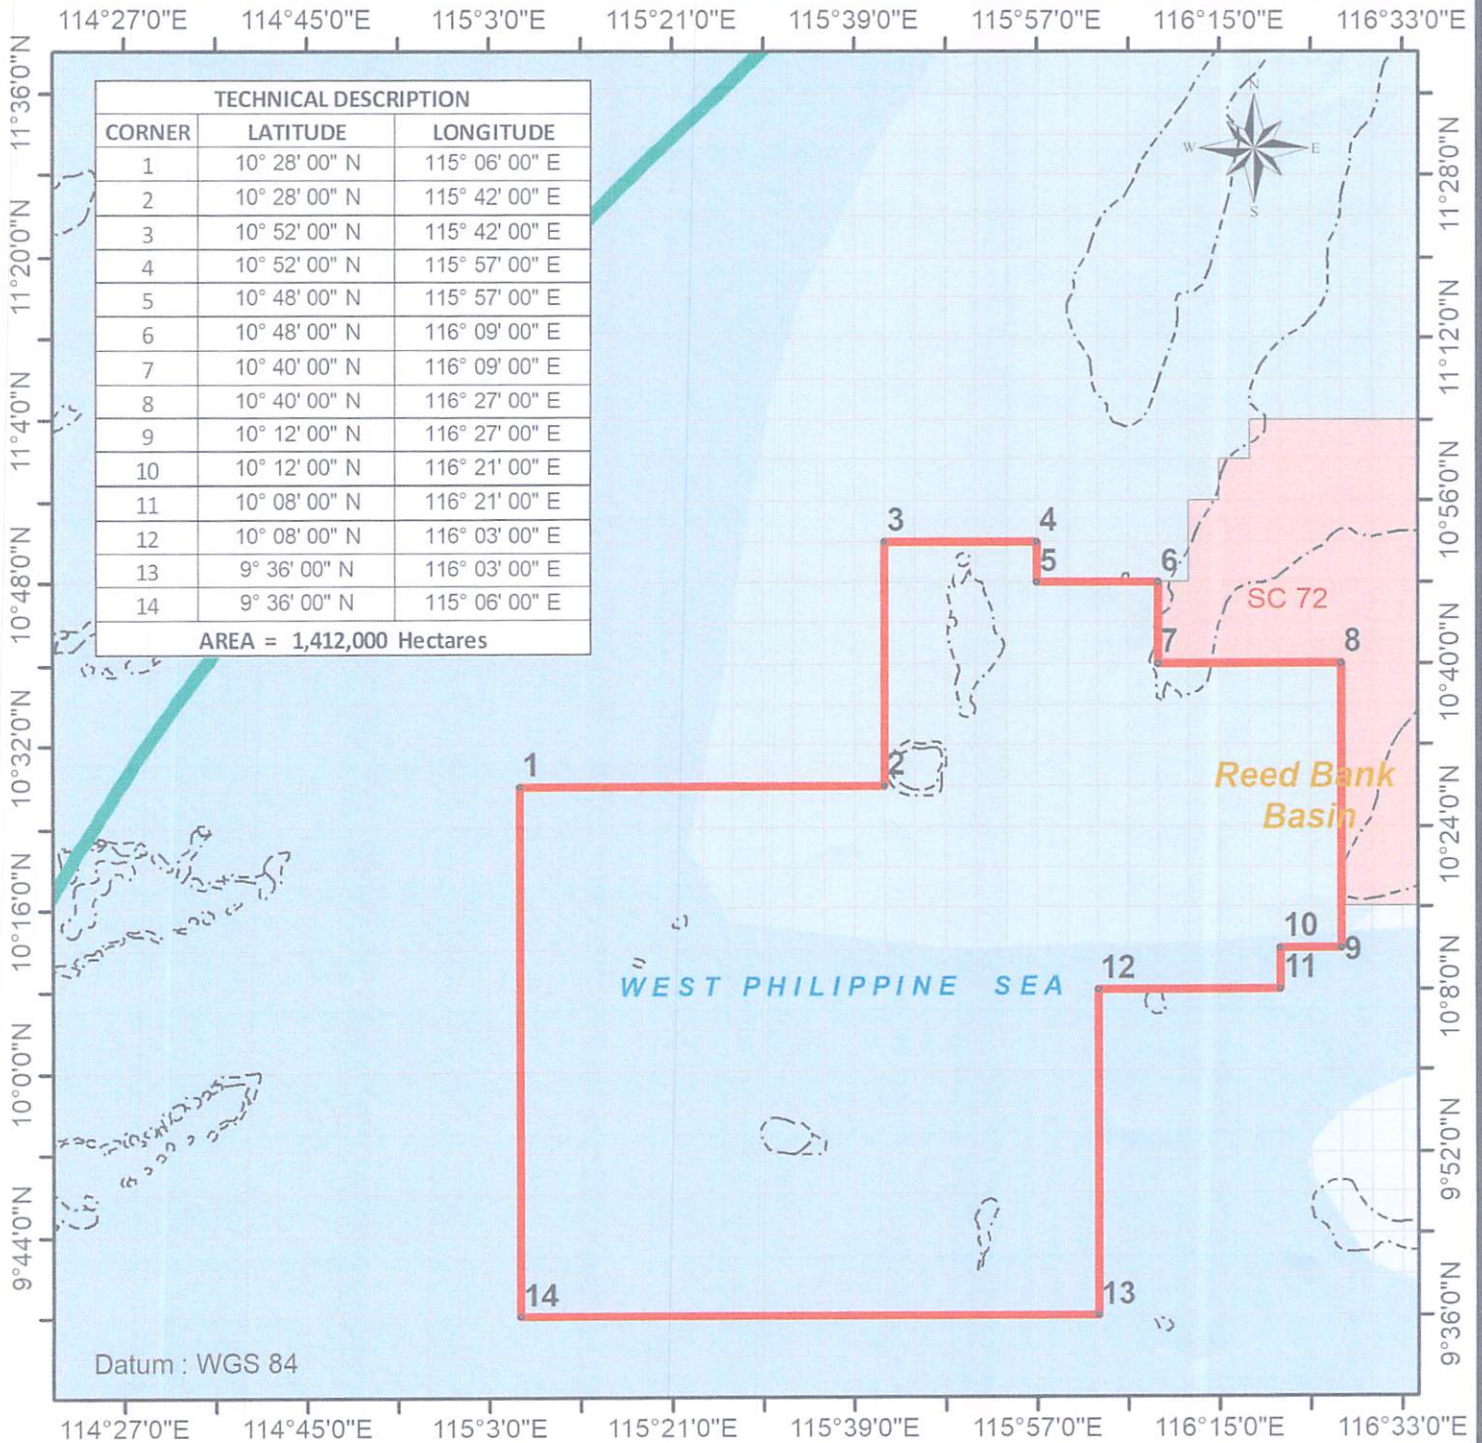 114°27'0"E 114°45'0"E 115°3'0"E 115°21'0"E 115°39'0"E 115°57'0"E 116°15'0"E 116°33'0"E
TECHNICAL DESCRIPTION
CORNER LATITUDE LONGITUDE
1 10° 28' 00" N 115° 06' 00" E
2 10° 28' 00" N 115° 42' 00" E
3 10° 52' 00" N 115° 42' 00" E
4 10° 52' 00" N 115° 57' 00" E
5 10° 48' 00" N 115° 57' 00" E
6 10° 48' 00" N 116° 09' 00" E
7 10° 40' 00" N 116° 09' 00" E
8 10° 40' 00" N 116° 27' 00" E
9 10° 12' 00" N 116° 27' 00" E
10 10° 12' 00" N 116° 21' 00" E
11 10° 08' 00" N 116° 21' 00" E
12 10° 08' 00" N 116° 03' 00" E
13 9° 36' 00" N 116° 03' 00" E
14 9° 36' 00" N 115° 06' 00" E
AREA = 1,412,000 Hectares
N
W E
S
11°36'0"N
11°20'0"N
11°4'0"N
10°48'0"N
10°32'0"N
10°16'0"N
10°0'0"N
9°44'0"N
11°28'0"N
11°12'0"N
10°56'0"N
10°40'0"N
10°24'0"N
10°8'0"N
9°52'0"N
9°36'0"N
3 4
5 6
SC 72
7 8
1 2
Reed Bank
Basin
10 9
12 11
WEST PHILIPPINE SEA
14 13
Datum : WGS 84
114°27'0"E 114°45'0"E 115°3'0"E 115°21'0"E 115°39'0"E 115°57'0"E 116°15'0"E 116°33'0"E